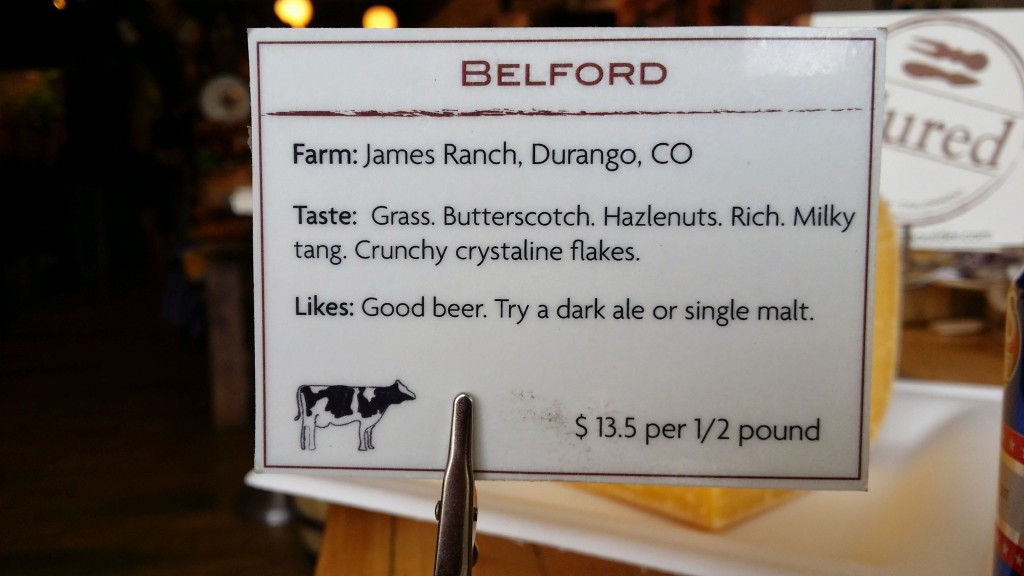 BELFORD
Farm: James Ranch, Durango, CO
Taste: Grass. Butterscotch. Hazlenuts. Rich. Milky
tang. Crunchy crystaline flakes.
Likes: Good beer. Try a dark ale or single malt.
$ 13.5 per 1/2 pound
ured